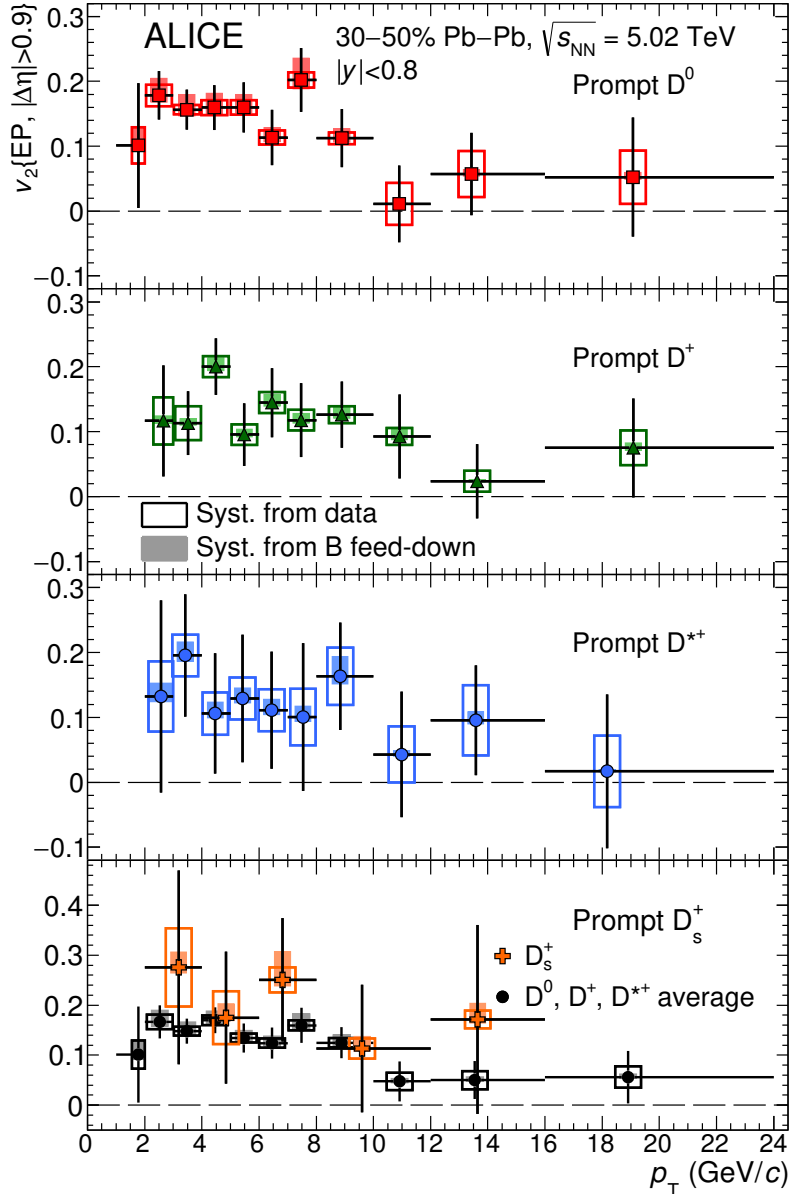 v₂{EP, |Δη|>0.9}
ALICE
30–50% Pb–Pb, √s_NN = 5.02 TeV
|y|<0.8
Prompt D⁰
0.3
0.2
0.1
0
−0.1
Prompt D⁺
0.3
0.2
0.1
0
−0.1
Syst. from data
Syst. from B feed-down
Prompt D*⁺
0.3
0.2
0.1
0
−0.1
Prompt D_s⁺
D_s⁺
D⁰, D⁺, D*⁺ average
0.4
0.3
0.2
0.1
0
0 2 4 6 8 10 12 14 16 18 20 22 24
p_T (GeV/c)